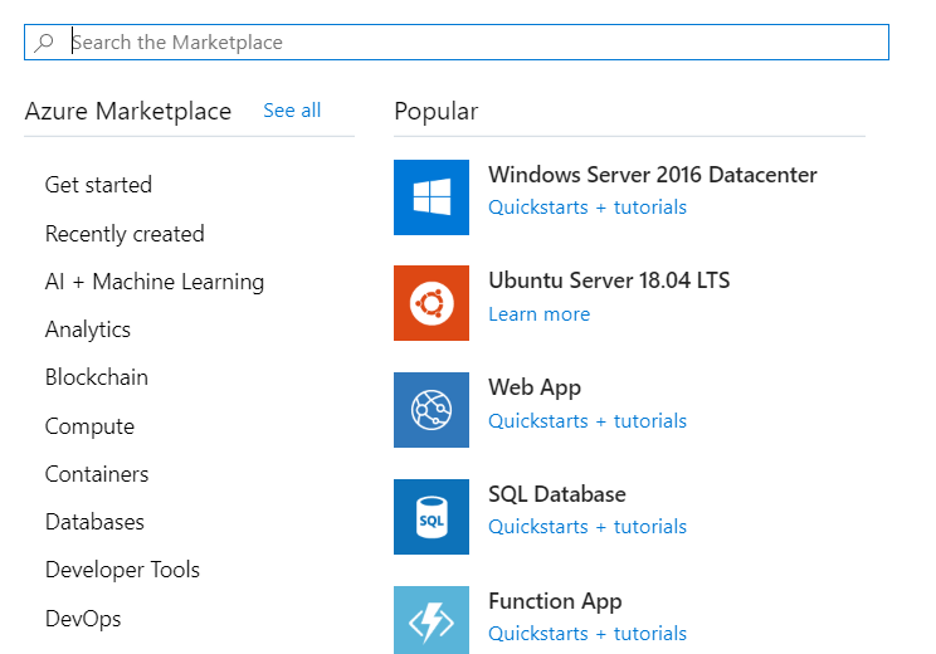 Search the Marketplace
Azure Marketplace See all
Get started
Recently created
AI + Machine Learning
Analytics
Blockchain
Compute
Containers
Databases
Developer Tools
DevOps
Popular
Windows Server 2016 Datacenter
Quickstarts + tutorials
Ubuntu Server 18.04 LTS
Learn more
Web App
Quickstarts + tutorials
SQL
SQL Database
Quickstarts + tutorials
Function App
Quickstarts + tutorials